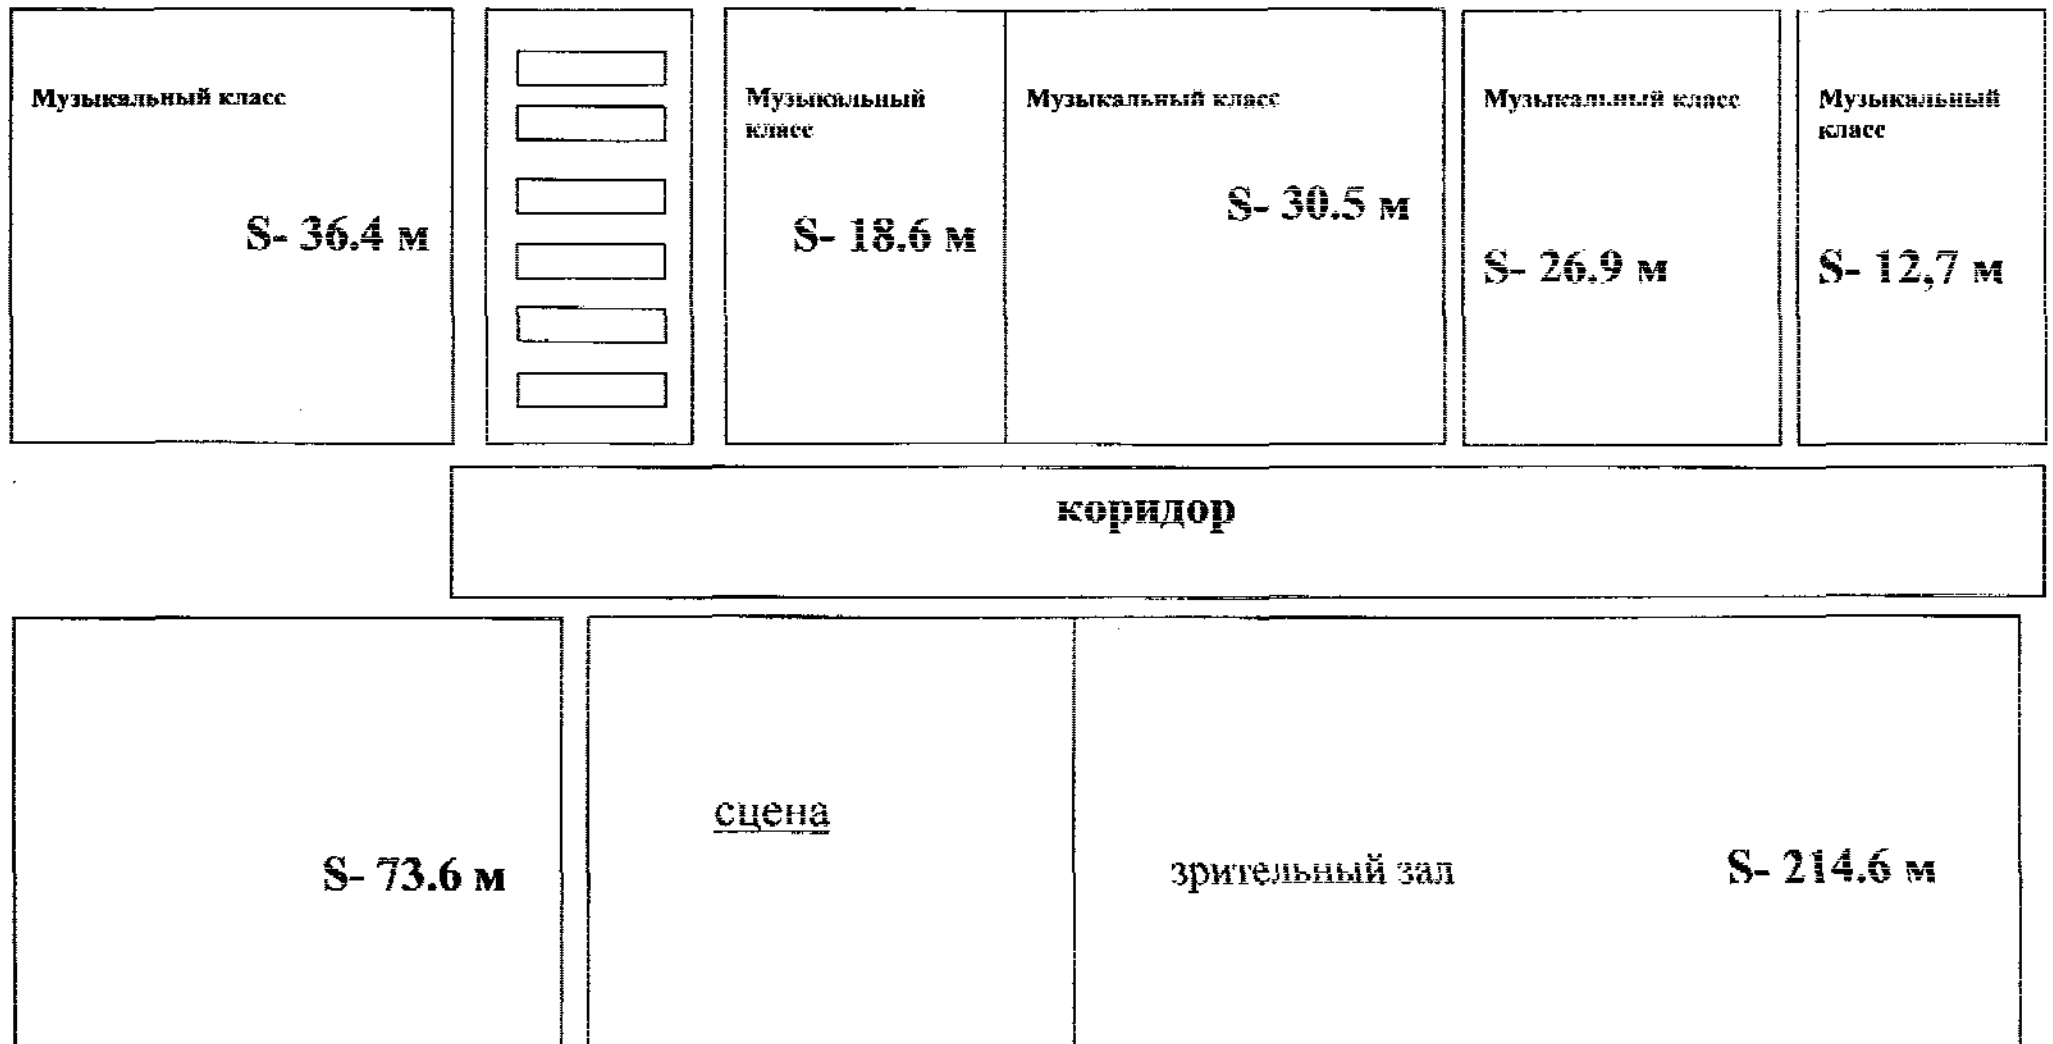 Музыкальный класс
S- 36.4 м
Музыкальный
класс
S- 18.6 м
Музыкальный класс
S- 30.5 м
Музыкальный класс
S- 26.9 м
Музыкальный
класс
S- 12,7 м
коридор
S- 73.6 м
сцена
зрительный зал
S- 214.6 м